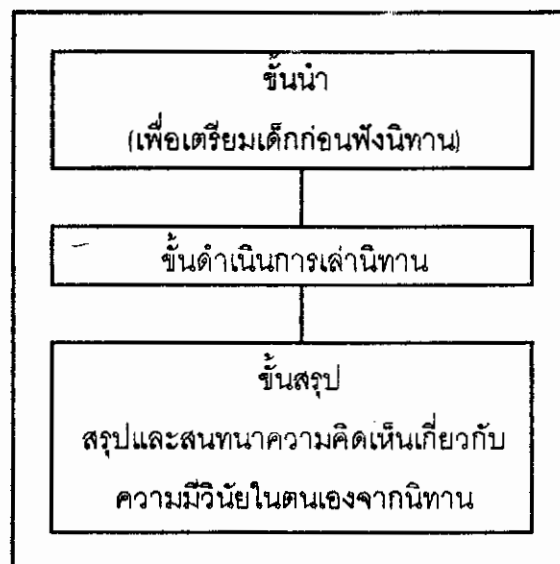 ขั้นนำ
(เพื่อเตรียมเด็กก่อนฟังนิทาน)
ขั้นดำเนินการเล่านิทาน
ขั้นสรุป
สรุปและสนทนาความคิดเห็นเกี่ยวกับ
ความมีวินัยในตนเองจากนิทาน